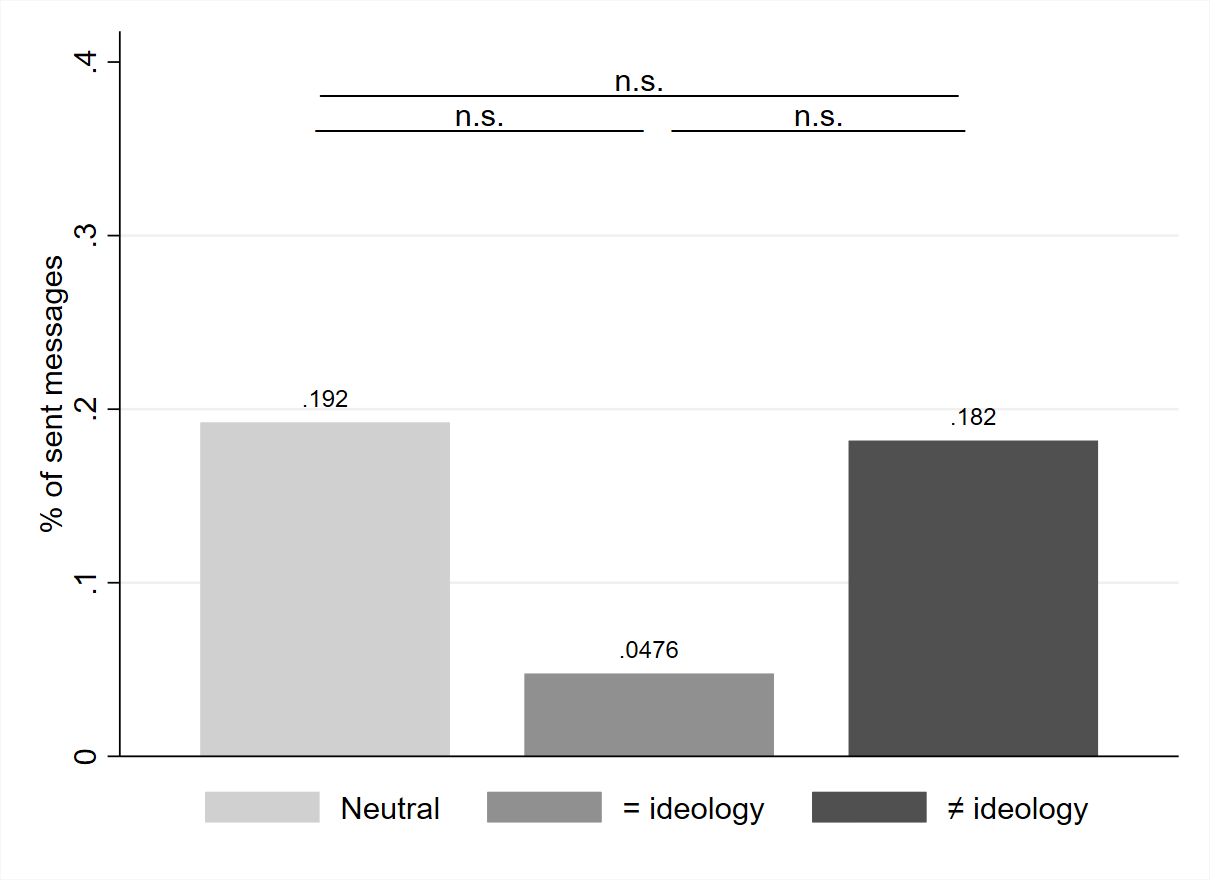 n.s.
n.s. n.s.
.4
.3
.2
.1
0
% of sent messages
.192
.0476
.182
Neutral
= ideology
≠ ideology